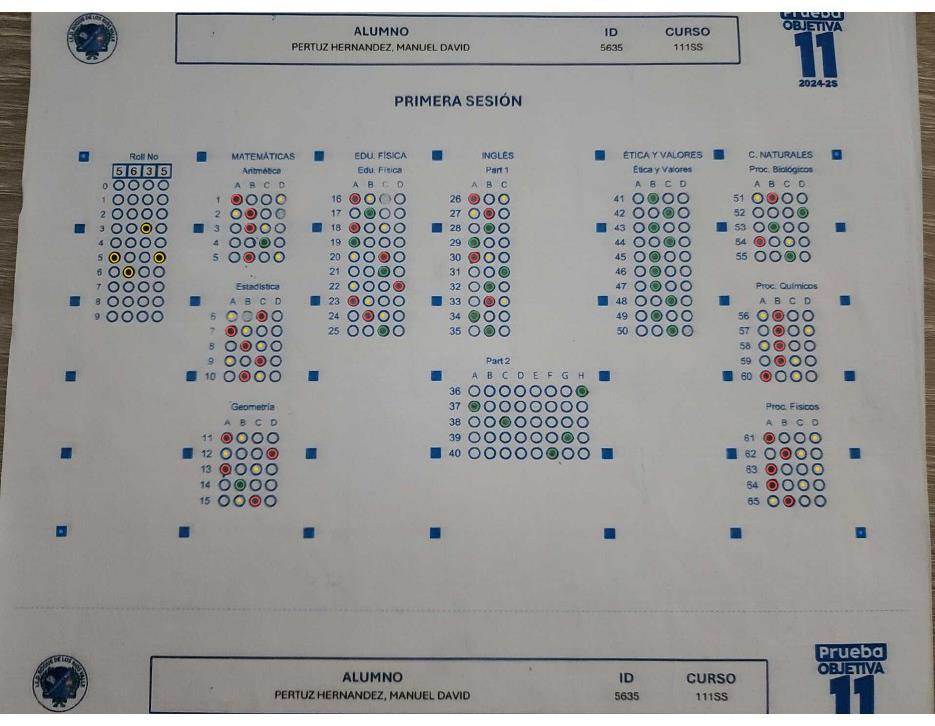 Prueba
OBJETIVA
11
2024-2S
ALUMNO ID CURSO
PERTUZ HERNANDEZ, MANUEL DAVID 5635 111SS
PRIMERA SESIÓN
Roll No
5 6 3 5
0
1
2
3
4
5
6
7
8
9
MATEMÁTICAS
Aritmética
A B C D
1
2
3
4
5
Estadística
A B C D
6
7
8
9
10
Geometría
A B C D
11
12
13
14
15
EDU. FÍSICA
Edu. Física
A B C D
16
17
18
19
20
21
22
23
24
25
INGLÉS
Part 1
A B C
26
27
28
29
30
31
32
33
34
35
Part 2
A B C D E F G H
36
37
38
39
40
ÉTICA Y VALORES
Ética y Valores
A B C D
41
42
43
44
45
46
47
48
49
50
C. NATURALES
Proc. Biológicos
A B C D
51
52
53
54
55
Proc. Químicos
A B C D
56
57
58
59
60
Proc. Físicos
A B C D
61
62
63
64
65
ALUMNO ID CURSO
PERTUZ HERNANDEZ, MANUEL DAVID 5635 111SS
Prueba
OBJETIVA
11